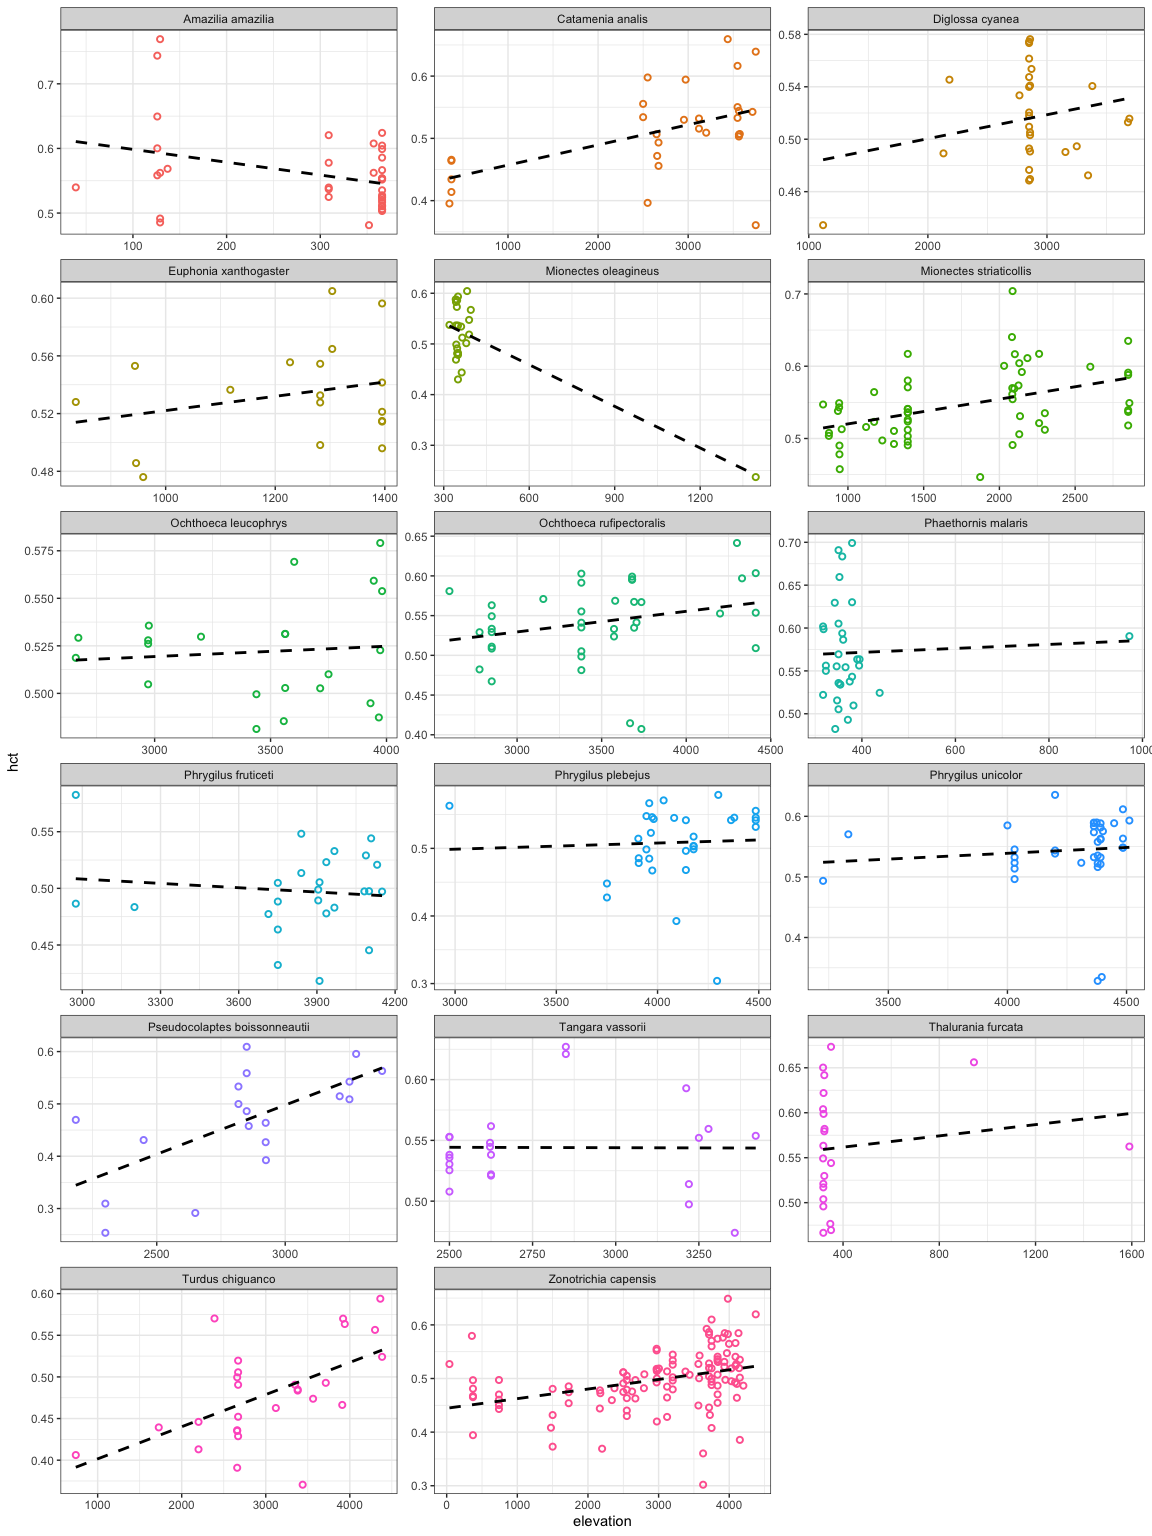 Amazilia amazilia
Catamenia analis
Diglossa cyanea
0.7
0.6
0.5
0.6
0.5
0.4
0.58
0.54
0.50
0.46
100 200 300
1000 2000 3000
1000 2000 3000
Euphonia xanthogaster
Mionectes oleagineus
Mionectes striaticollis
0.60
0.56
0.52
0.48
0.6
0.5
0.4
0.3
0.7
0.6
0.5
1000 1200 1400
300 600 900 1200
1000 1500 2000 2500
Ochthoeca leucophrys
Ochthoeca rufipectoralis
Phaethornis malaris
0.575
0.550
0.525
0.500
0.65
0.60
0.55
0.50
0.45
0.40
0.70
0.65
0.60
0.55
0.50
3000 3500 4000
3000 3500 4000 4500
400 600 800 1000
hct
Phrygilus fruticeti
Phrygilus plebejus
Phrygilus unicolor
0.55
0.50
0.45
0.5
0.4
0.3
0.6
0.5
0.4
3000 3300 3600 3900 4200
3000 3500 4000 4500
3500 4000 4500
Pseudocolaptes boissonneautii
Tangara vassorii
Thalurania furcata
0.6
0.5
0.4
0.3
0.60
0.55
0.50
0.65
0.60
0.55
0.50
2500 3000
2500 2750 3000 3250
400 800 1200 1600
Turdus chiguanco
Zonotrichia capensis
0.60
0.55
0.50
0.45
0.40
0.6
0.5
0.4
0.3
1000 2000 3000 4000
0 1000 2000 3000 4000
elevation